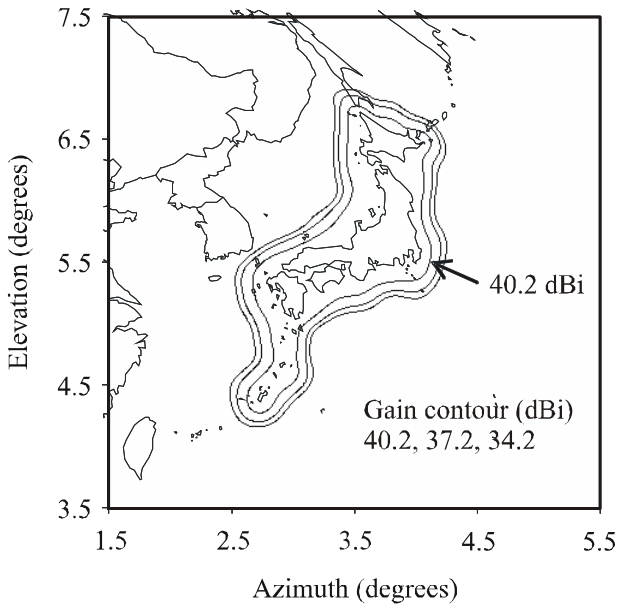 7.5
6.5
5.5
4.5
3.5
Elevation (degrees)
40.2 dBi
Gain contour (dBi)
40.2, 37.2, 34.2
1.5 2.5 3.5 4.5 5.5
Azimuth (degrees)